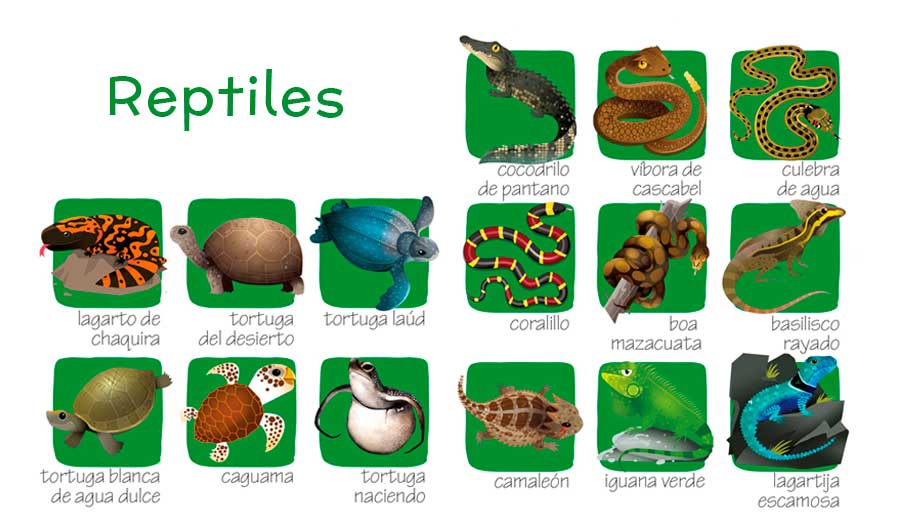 Reptiles
cocodrilo
de pantano
víbora de
cascabel
culebra
de agua
lagarto de
chaquira
tortuga
del desierto
tortuga laúd
coralillo
boa
mazacuata
basilisco
rayado
tortuga blanca
de agua dulce
caguama
tortuga
naciendo
camaleón
iguana verde
lagartija
escamosa